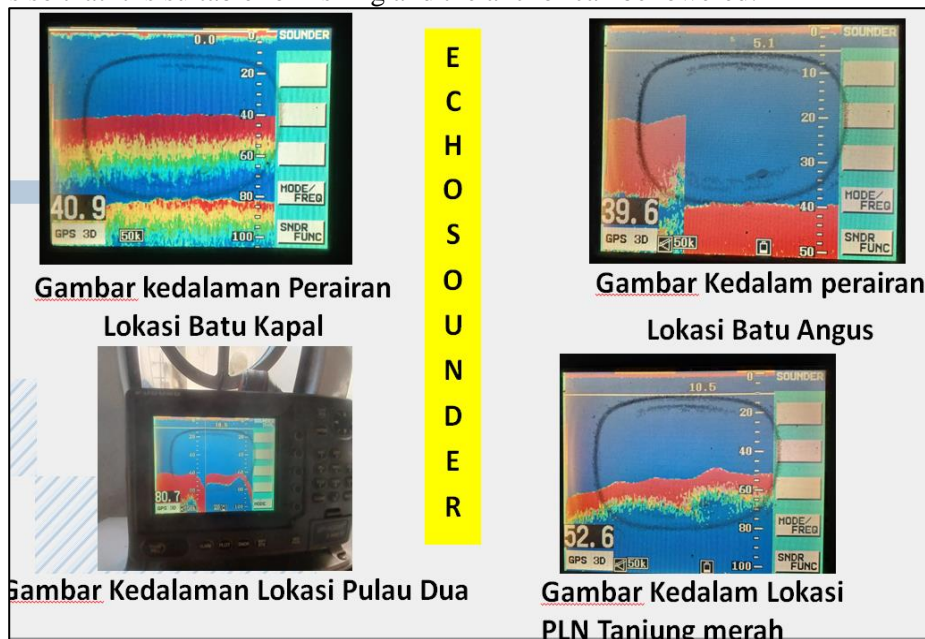 0.0
0
SOUNDER
20
40
60
80
100
MODE/
FREQ
SNDR
FUNC
40.9
GPS 3D
50k
Gambar kedalaman Perairan
Lokasi Batu Kapal
E
C
H
O
S
O
U
N
D
E
R
5.1
0
SOUNDER
10
20
30
40
50
MODE/
FREQ
SNDR
FUNC
39.6
GPS 3D
50k
Gambar Kedalam perairan
Lokasi Batu Angus
80.7
GPS 3D
Gambar Kedalaman Lokasi Pulau Dua
10.5
0
SOUNDER
20
40
60
80
100
MODE/
FREQ
SNDR
FUNC
52.6
GPS 3D
50k
Gambar Kedalam Lokasi
PLN Tanjung merah